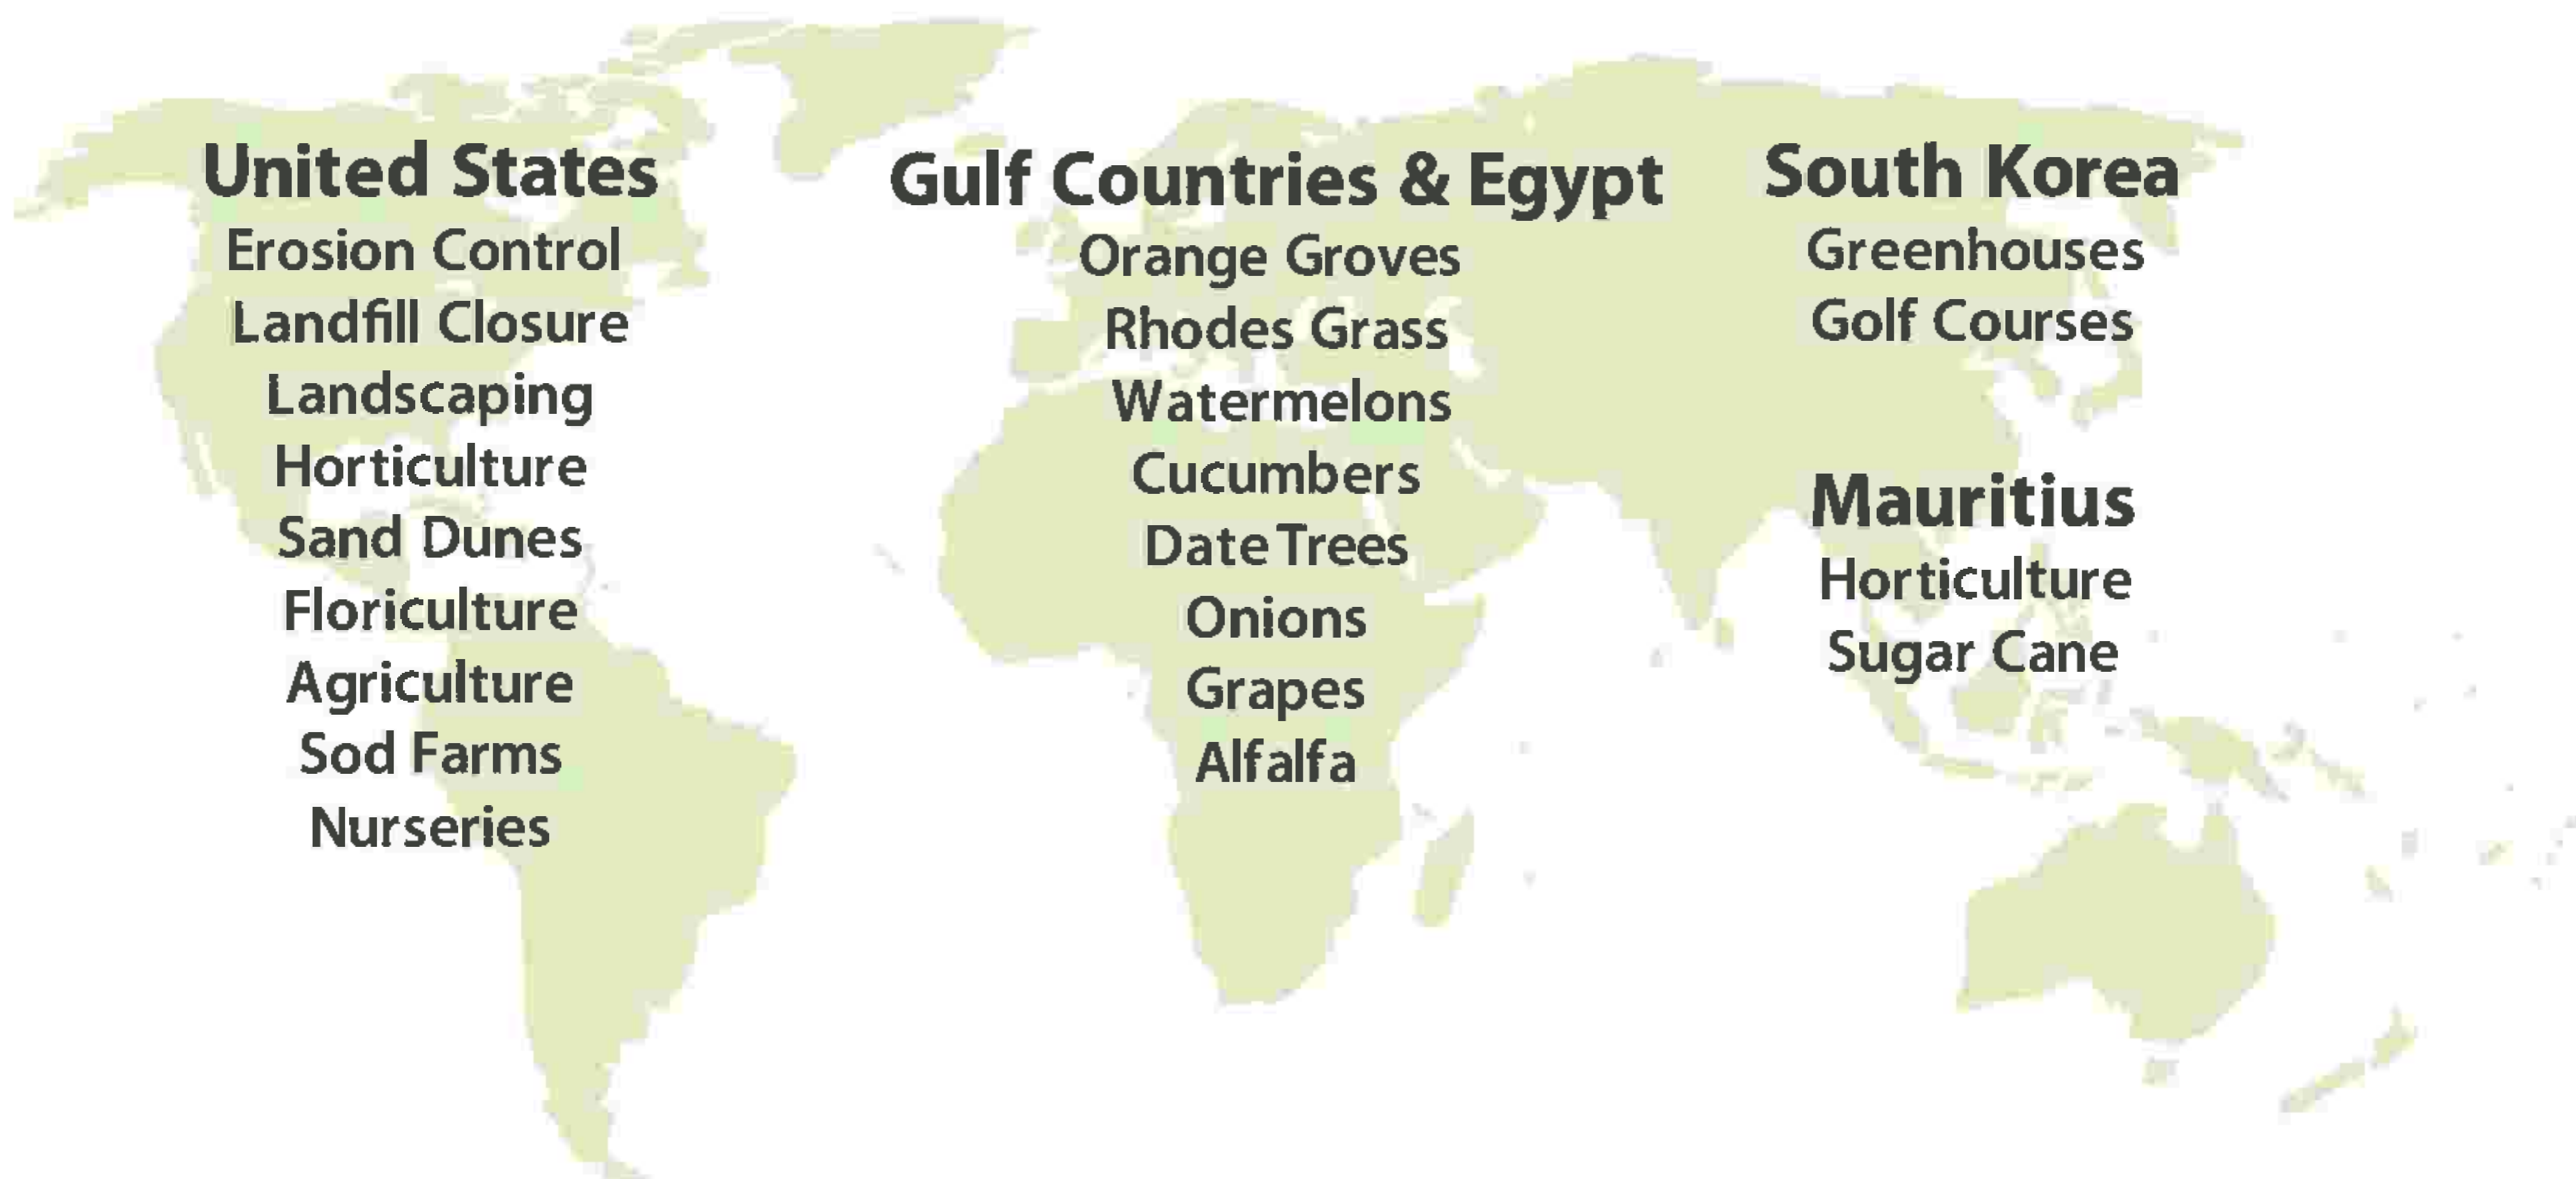 United States
Erosion Control
Landfill Closure
Landscaping
Horticulture
Sand Dunes
Floriculture
Agriculture
Sod Farms
Nurseries
Gulf Countries & Egypt
Orange Groves
Rhodes Grass
Watermelons
Cucumbers
Date Trees
Onions
Grapes
Alfalfa
South Korea
Greenhouses
Golf Courses
Mauritius
Horticulture
Sugar Cane